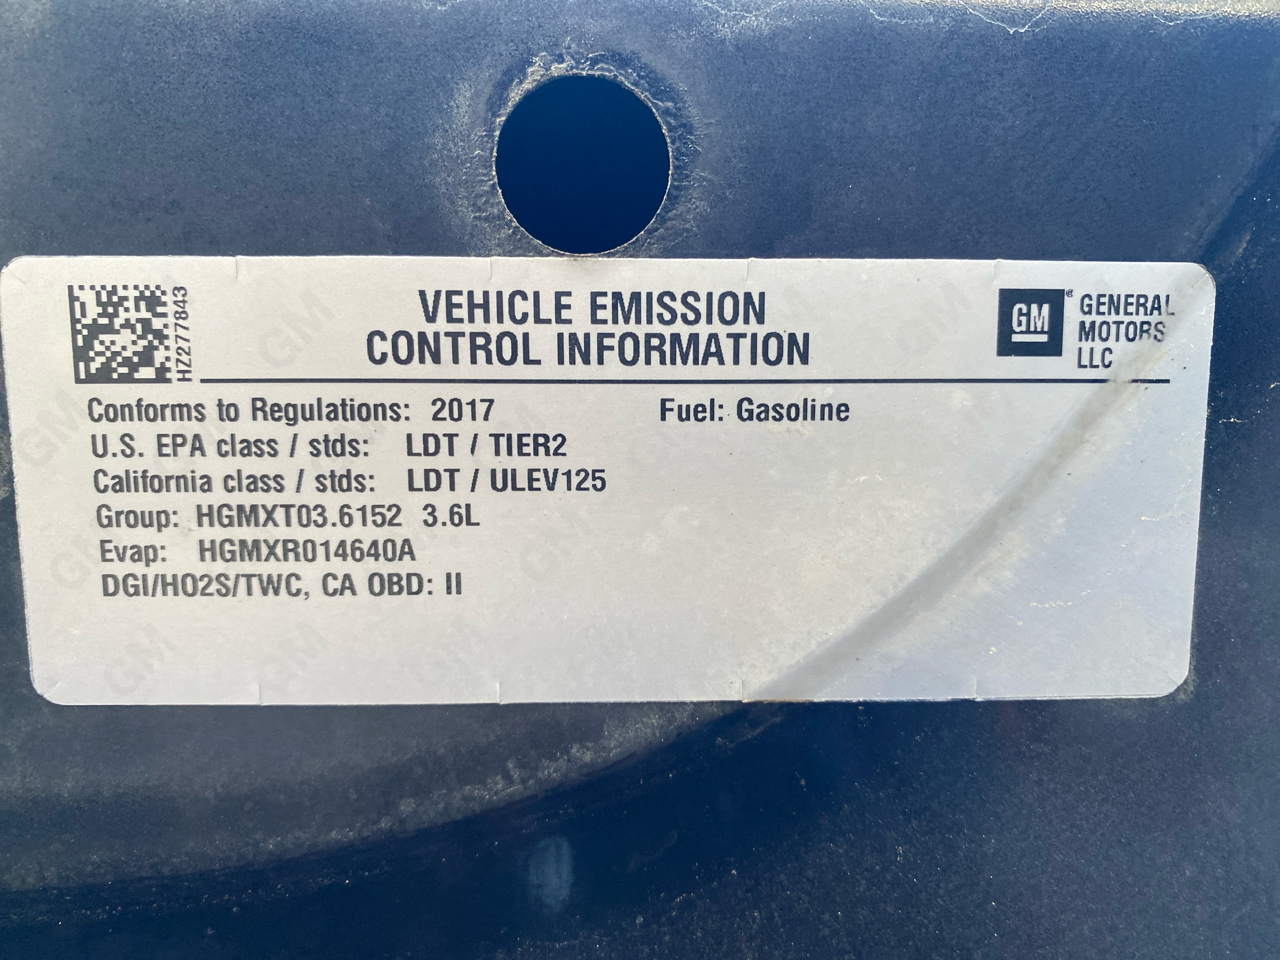 HZ277843
VEHICLE EMISSION
CONTROL INFORMATION
GM®
GENERAL
MOTORS
LLC
Conforms to Regulations: 2017 Fuel: Gasoline
U.S. EPA class / stds: LDT / TIER2
California class / stds: LDT / ULEV125
Group: HGMXT03.6152 3.6L
Evap: HGMXR014640A
DGI/HO2S/TWC, CA OBD: II